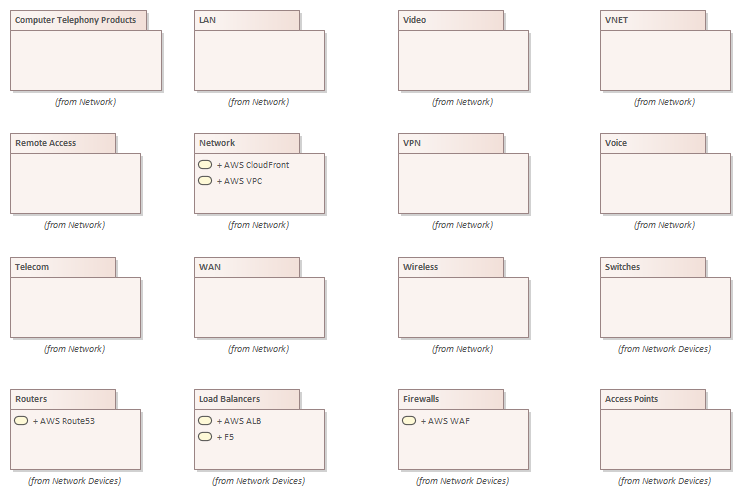 Computer Telephony Products
LAN
Video
VNET
(from Network)
(from Network)
(from Network)
(from Network)
Remote Access
Network
VPN
Voice
+ AWS CloudFront
+ AWS VPC
(from Network)
(from Network)
(from Network)
(from Network)
Telecom
WAN
Wireless
Switches
(from Network)
(from Network)
(from Network)
(from Network Devices)
Routers
Load Balancers
Firewalls
Access Points
+ AWS Route53
+ AWS ALB
+ AWS WAF
+ F5
(from Network Devices)
(from Network Devices)
(from Network Devices)
(from Network Devices)